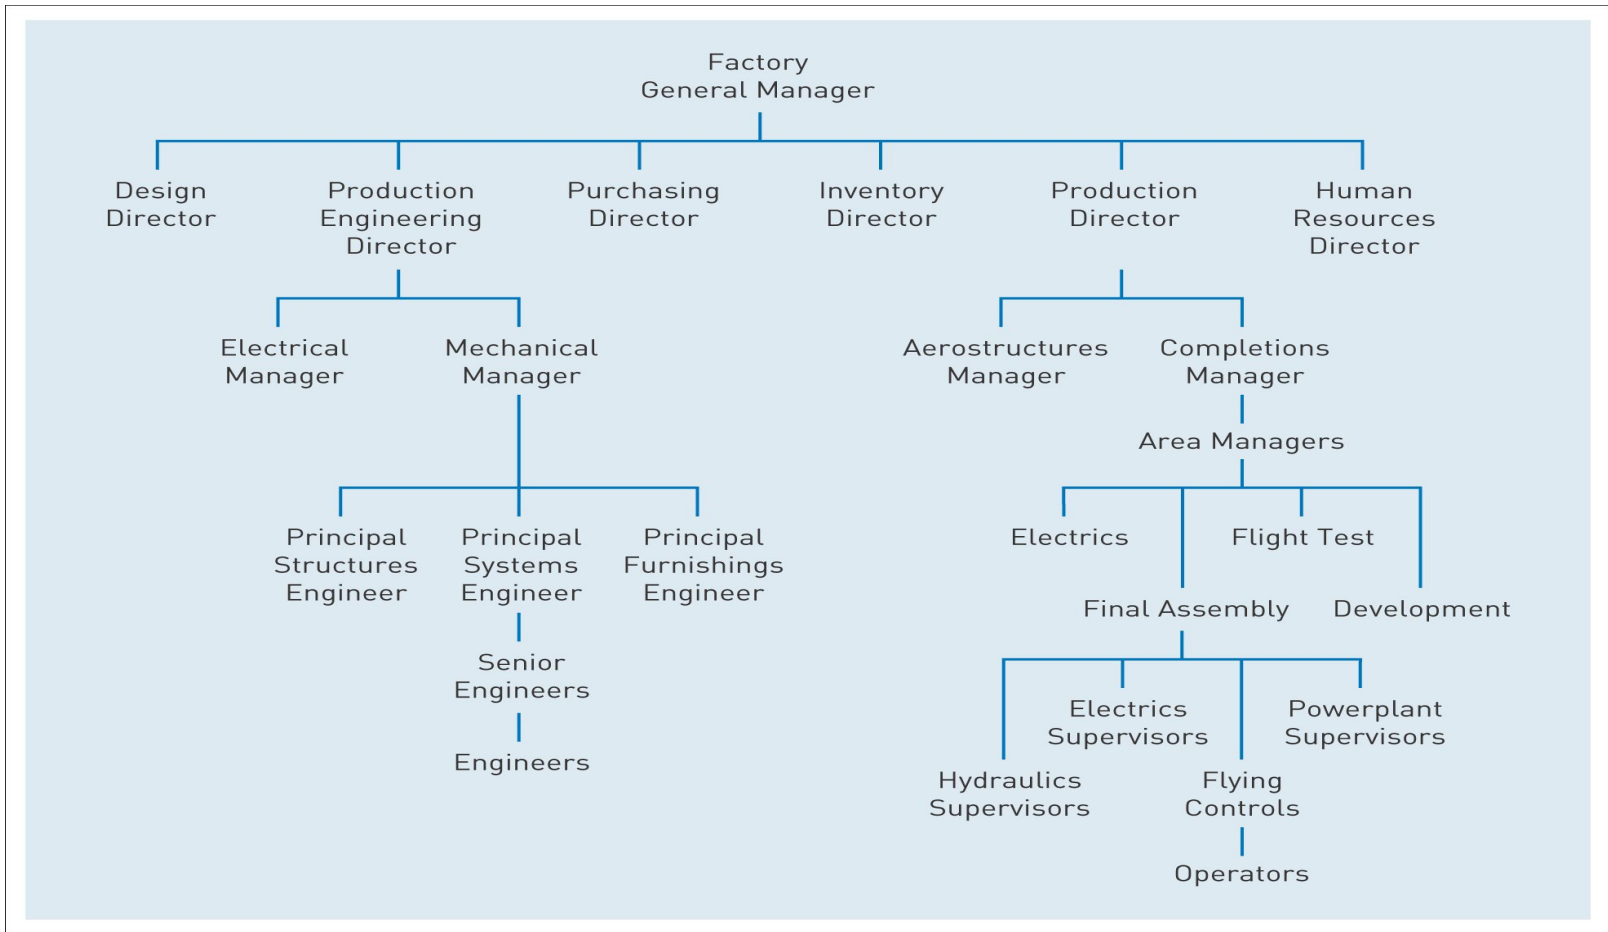 Factory
General Manager
Design
Director
Production
Engineering
Director
Purchasing
Director
Inventory
Director
Production
Director
Human
Resources
Director
Electrical
Manager
Mechanical
Manager
Aerostructures
Manager
Completions
Manager
Area Managers
Principal
Structures
Engineer
Principal
Systems
Engineer
Principal
Furnishings
Engineer
Electrics
Flight Test
Final Assembly
Development
Senior
Engineers
Engineers
Electrics
Supervisors
Powerplant
Supervisors
Hydraulics
Supervisors
Flying
Controls
Operators